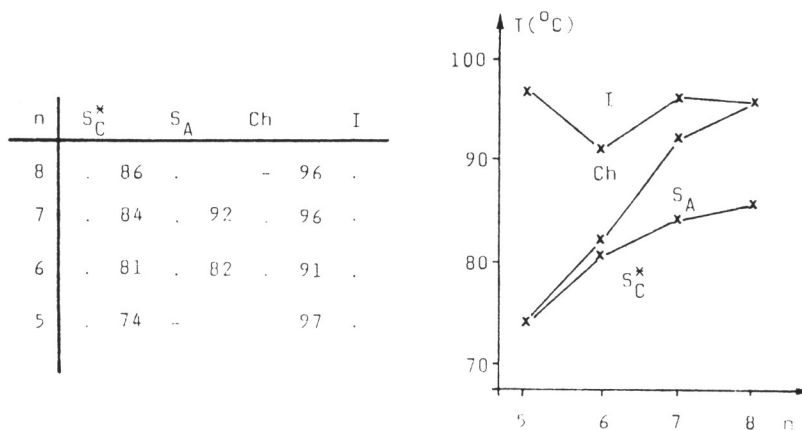 n S*C SA Ch I
8 . 86 . - 96 .
7 . 84 . 92 . 96 .
6 . 81 . 82 . 91 .
5 . 74 - 97 .
T(°C)
100
90
80
70
I
Ch
SA
S*C
5 6 7 8 n